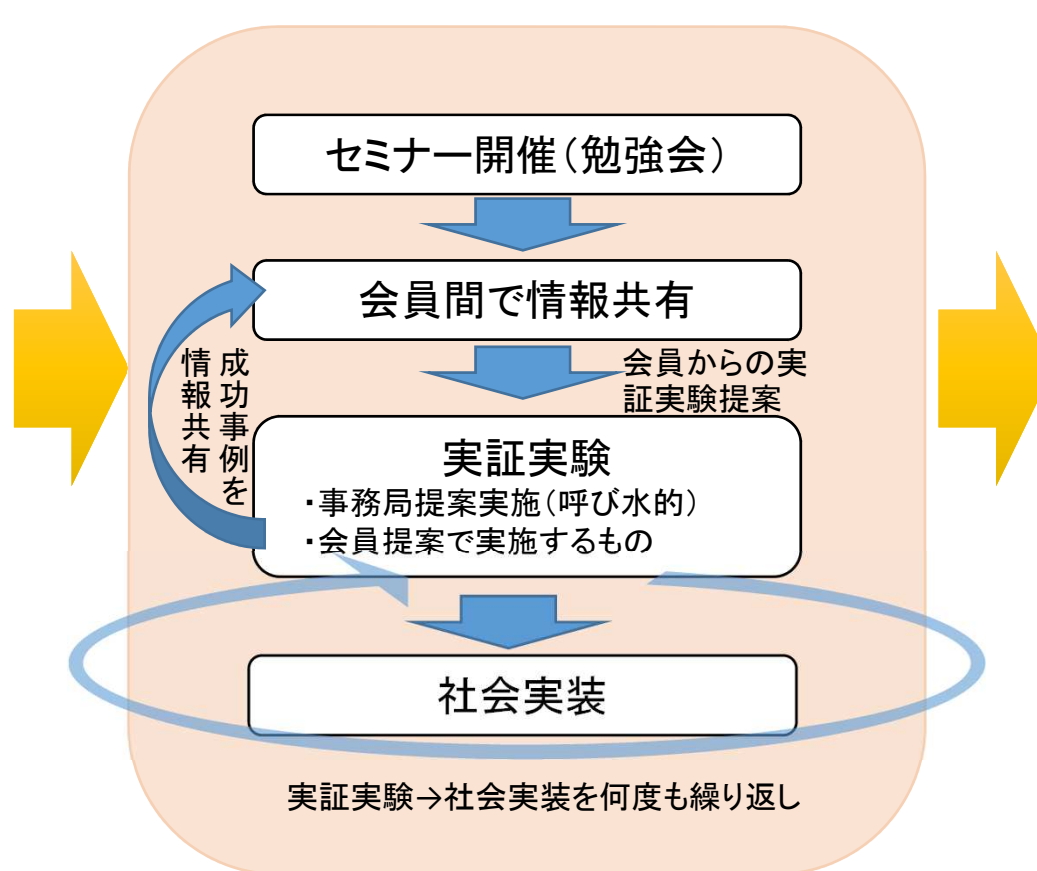 セミナー開催（勉強会）
会員間で情報共有
会員からの実
証実験提案
成功事例を
情報共有
実証実験
・事務局提案実施（呼び水的）
・会員提案で実施するもの
社会実装
実証実験→社会実装を何度も繰り返し